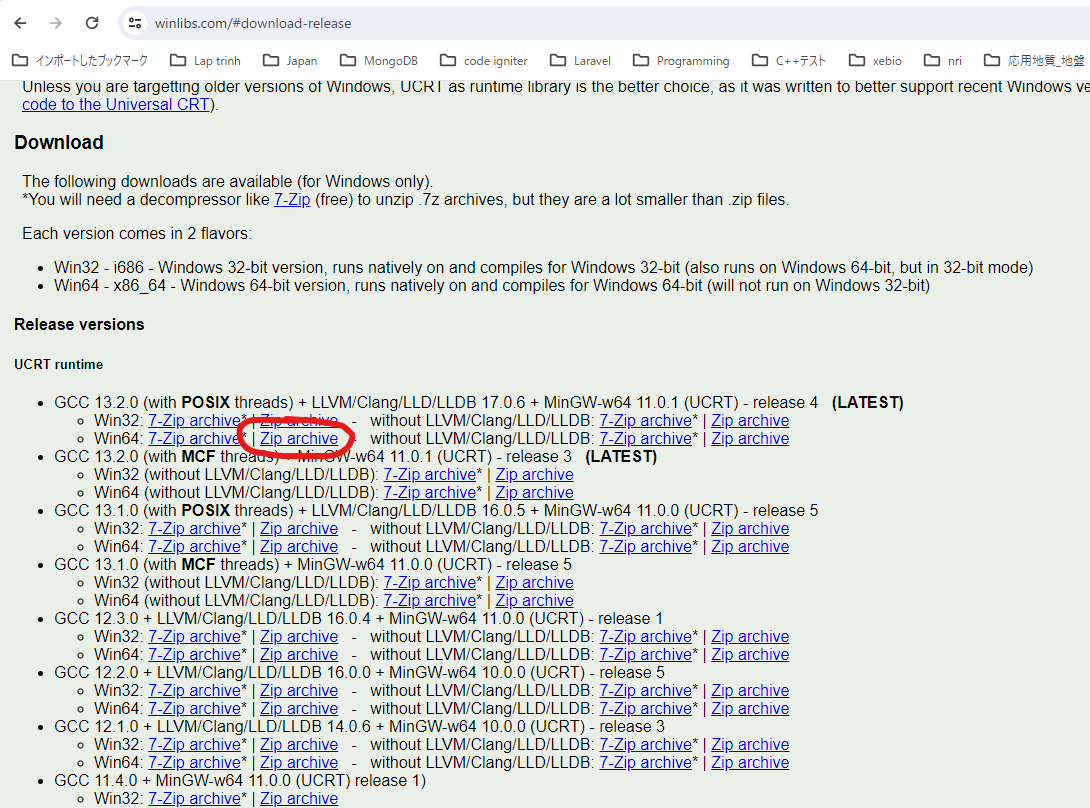 winlibs.com/#download-release
インポートしたブックマーク Lap trinh Japan MongoDB code igniter Laravel Programming C++テスト xebio nri 応用地質_地盤
Unless you are targetting older versions of Windows, UCRT as runtime library is the better choice, as it was written to better support recent Windows ve
code to the Universal CRT).
Download
The following downloads are available (for Windows only).
*You will need a decompressor like 7-Zip (free) to unzip .7z archives, but they are a lot smaller than .zip files.
Each version comes in 2 flavors:
• Win32 - i686 - Windows 32-bit version, runs natively on and compiles for Windows 32-bit (also runs on Windows 64-bit, but in 32-bit mode)
• Win64 - x86_64 - Windows 64-bit version, runs natively on and compiles for Windows 64-bit (will not run on Windows 32-bit)
Release versions
UCRT runtime
• GCC 13.2.0 (with POSIX threads) + LLVM/Clang/LLD/LLDB 17.0.6 + MinGW-w64 11.0.1 (UCRT) - release 4 (LATEST)
○ Win32: 7-Zip archive* | Zip archive - without LLVM/Clang/LLD/LLDB: 7-Zip archive* | Zip archive
○ Win64: 7-Zip archive* | Zip archive - without LLVM/Clang/LLD/LLDB: 7-Zip archive* | Zip archive
• GCC 13.2.0 (with MCF threads) + MinGW-w64 11.0.1 (UCRT) - release 3 (LATEST)
○ Win32 (without LLVM/Clang/LLD/LLDB): 7-Zip archive* | Zip archive
○ Win64 (without LLVM/Clang/LLD/LLDB): 7-Zip archive* | Zip archive
• GCC 13.1.0 (with POSIX threads) + LLVM/Clang/LLD/LLDB 16.0.5 + MinGW-w64 11.0.0 (UCRT) - release 5
○ Win32: 7-Zip archive* | Zip archive - without LLVM/Clang/LLD/LLDB: 7-Zip archive* | Zip archive
○ Win64: 7-Zip archive* | Zip archive - without LLVM/Clang/LLD/LLDB: 7-Zip archive* | Zip archive
• GCC 13.1.0 (with MCF threads) + MinGW-w64 11.0.0 (UCRT) - release 5
○ Win32 (without LLVM/Clang/LLD/LLDB): 7-Zip archive* | Zip archive
○ Win64 (without LLVM/Clang/LLD/LLDB): 7-Zip archive* | Zip archive
• GCC 12.3.0 + LLVM/Clang/LLD/LLDB 16.0.4 + MinGW-w64 11.0.0 (UCRT) - release 1
○ Win32: 7-Zip archive* | Zip archive - without LLVM/Clang/LLD/LLDB: 7-Zip archive* | Zip archive
○ Win64: 7-Zip archive* | Zip archive - without LLVM/Clang/LLD/LLDB: 7-Zip archive* | Zip archive
• GCC 12.2.0 + LLVM/Clang/LLD/LLDB 16.0.0 + MinGW-w64 10.0.0 (UCRT) - release 5
○ Win32: 7-Zip archive* | Zip archive - without LLVM/Clang/LLD/LLDB: 7-Zip archive* | Zip archive
○ Win64: 7-Zip archive* | Zip archive - without LLVM/Clang/LLD/LLDB: 7-Zip archive* | Zip archive
• GCC 12.1.0 + LLVM/Clang/LLD/LLDB 14.0.6 + MinGW-w64 10.0.0 (UCRT) - release 3
○ Win32: 7-Zip archive* | Zip archive - without LLVM/Clang/LLD/LLDB: 7-Zip archive* | Zip archive
○ Win64: 7-Zip archive* | Zip archive - without LLVM/Clang/LLD/LLDB: 7-Zip archive* | Zip archive
• GCC 11.4.0 + MinGW-w64 11.0.0 (UCRT) release 1)
○ Win32: 7-Zip archive* | Zip archive